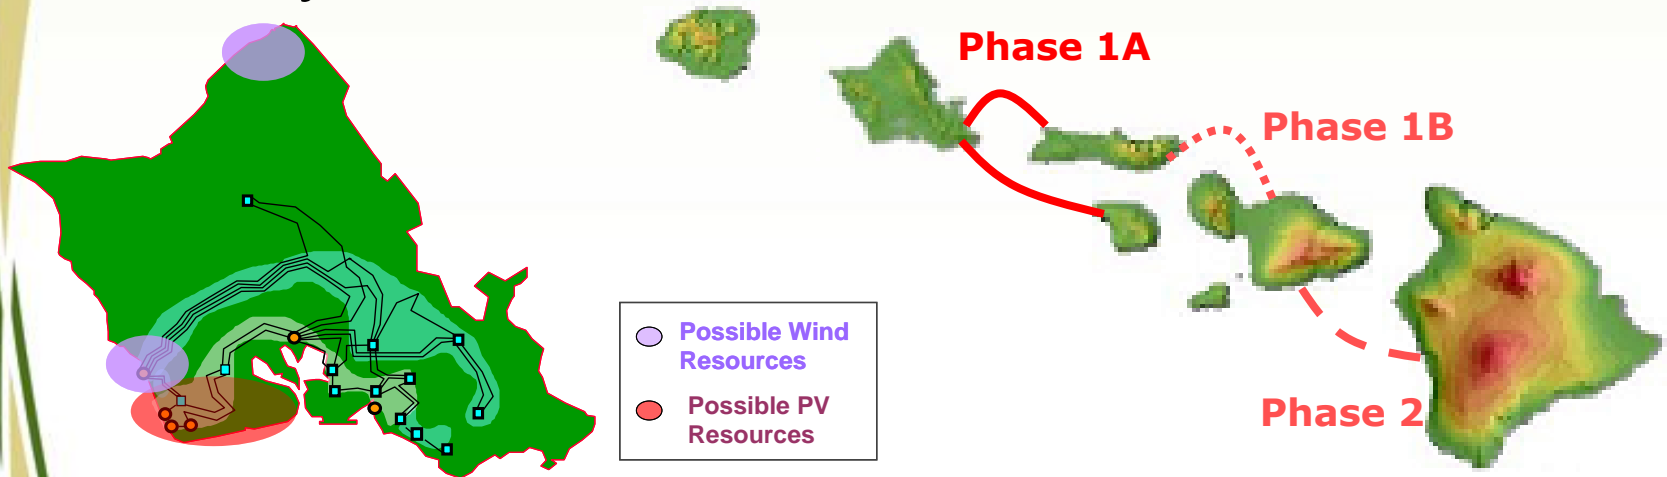 Phase 1A
Phase 1B
Possible Wind
Resources
Possible PV
Resources
Phase 2